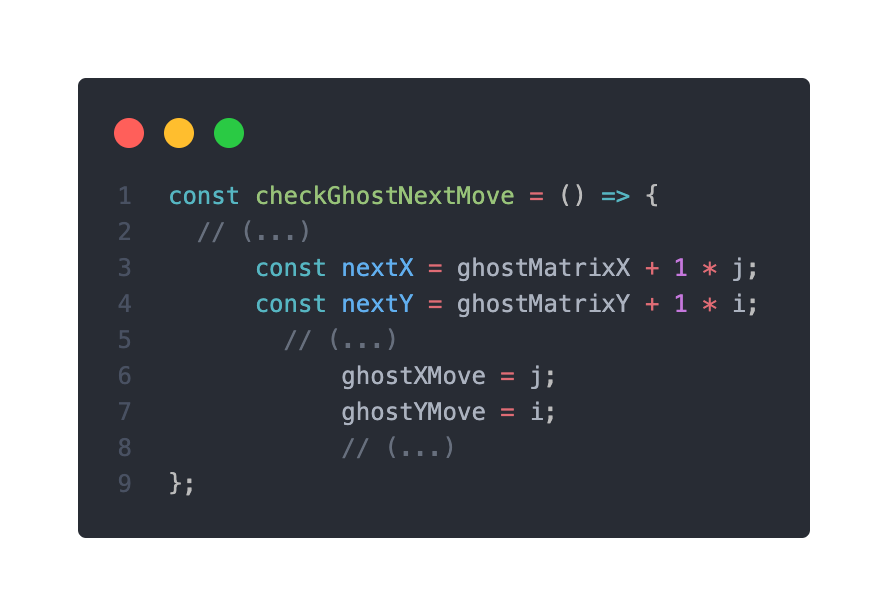 1 const checkGhostNextMove = () => {
2 // (...)
3 const nextX = ghostMatrixX + 1 * j;
4 const nextY = ghostMatrixY + 1 * i;
5 // (...)
6 ghostXMove = j;
7 ghostYMove = i;
8 // (...)
9 };